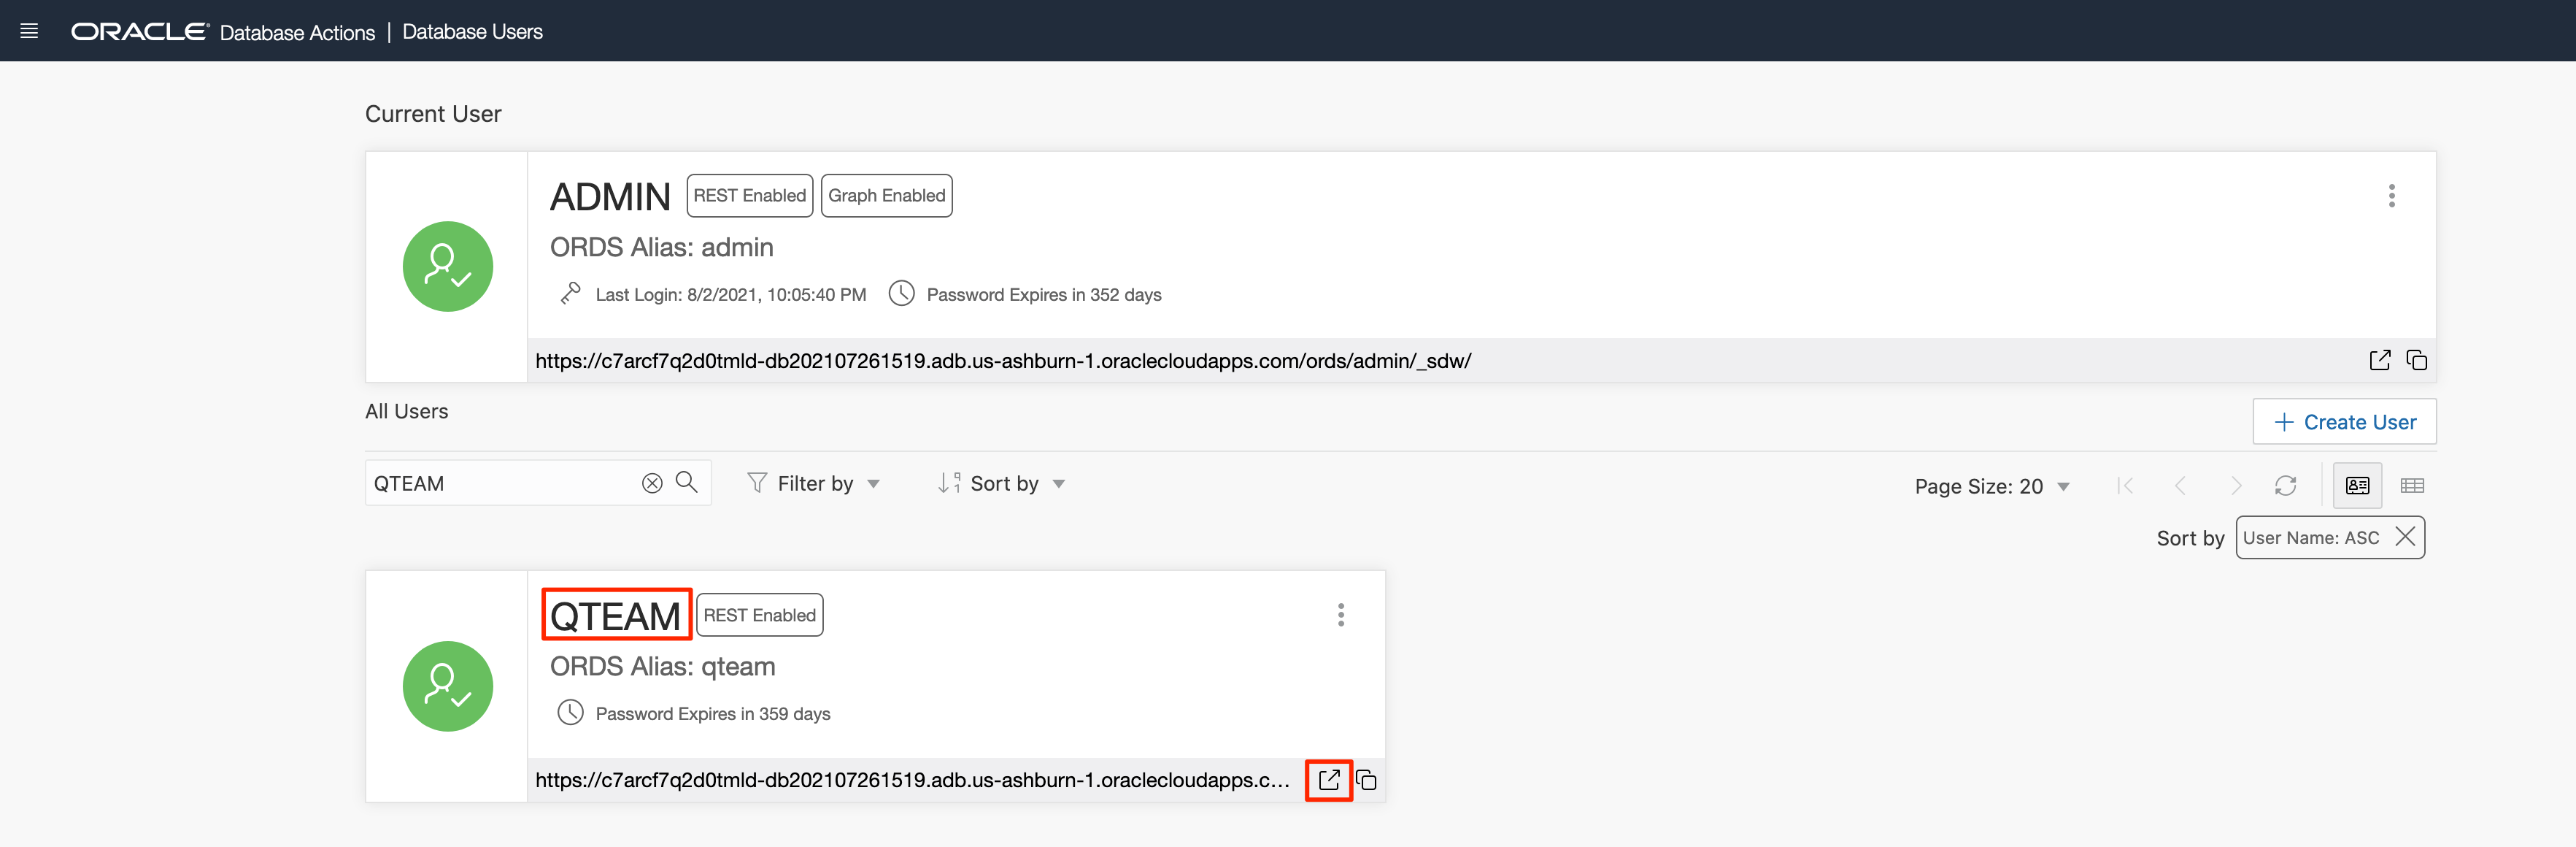 ORACLE Database Actions | Database Users
Current User
ADMIN REST Enabled Graph Enabled
ORDS Alias: admin
Last Login: 8/2/2021, 10:05:40 PM Password Expires in 352 days
https://c7arcf7q2d0tmld-db202107261519.adb.us-ashburn-1.oraclecloudapps.com/ords/admin/_sdw/
All Users
+ Create User
QTEAM Filter by Sort by Page Size: 20
Sort by User Name: ASC
QTEAM REST Enabled
ORDS Alias: qteam
Password Expires in 359 days
https://c7arcf7q2d0tmld-db202107261519.adb.us-ashburn-1.oraclecloudapps.c...